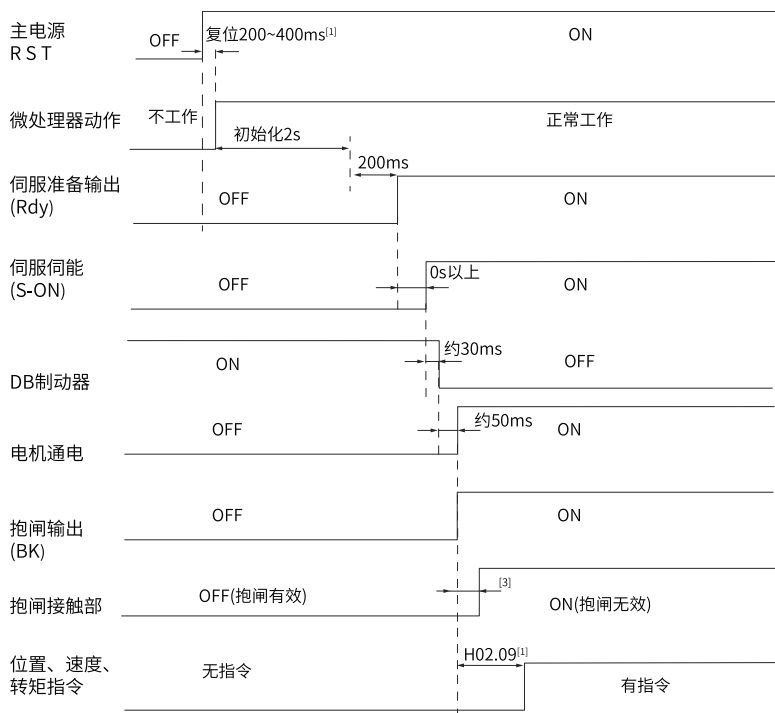 主电源
R S T
OFF
复位200~400ms[1]
ON
微处理器动作
不工作
正常工作
初始化2s
200ms
伺服准备输出
(Rdy)
OFF
ON
伺服伺能
(S-ON)
OFF
0s以上
ON
DB制动器
ON
约30ms
OFF
电机通电
OFF
约50ms
ON
抱闸输出
(BK)
OFF
ON
抱闸接触部
OFF(抱闸有效)
[3]
ON(抱闸无效)
位置、速度、
转矩指令
无指令
H02.09[1]
有指令